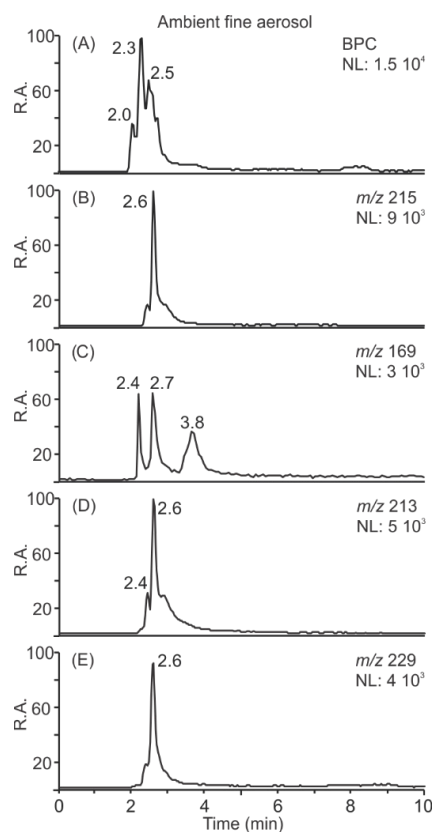 Ambient fine aerosol
100
60
20
R.A.
(A)
2.0
2.3
2.5
BPC
NL: 1.5 10⁴
100
60
20
R.A.
(B)
2.6
m/z 215
NL: 9 10³
100
60
20
R.A.
(C)
2.4
2.7
3.8
m/z 169
NL: 3 10³
100
60
20
R.A.
(D)
2.4
2.6
m/z 213
NL: 5 10³
100
60
20
R.A.
(E)
2.6
m/z 229
NL: 4 10³
0 2 4 6 8 10
Time (min)